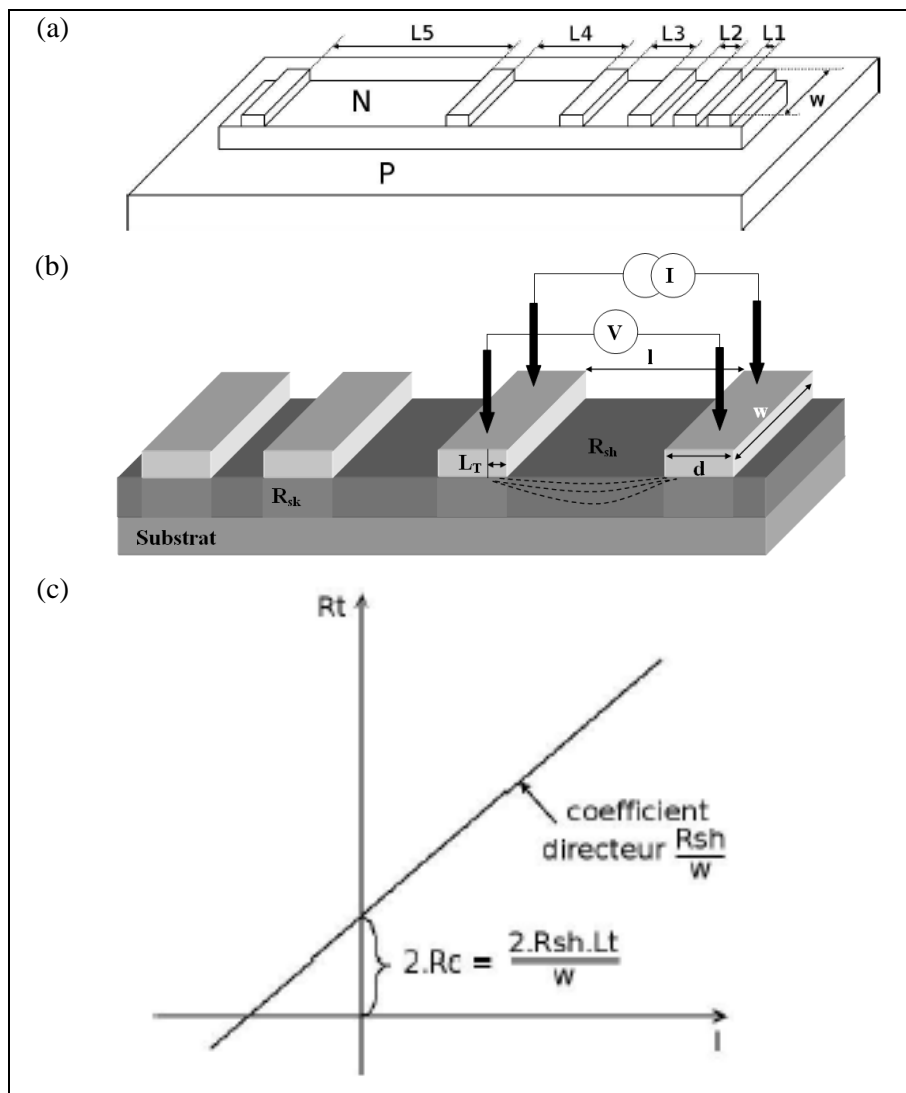 (a)
L5 L4 L3 L2 L1
N
w
P
(b)
I
V
l
w
R_sh
L_T
d
R_sk
Substrat
(c)
Rt
coefficient
directeur Rsh/w
2.Rc = 2.Rsh.Lt/w
l